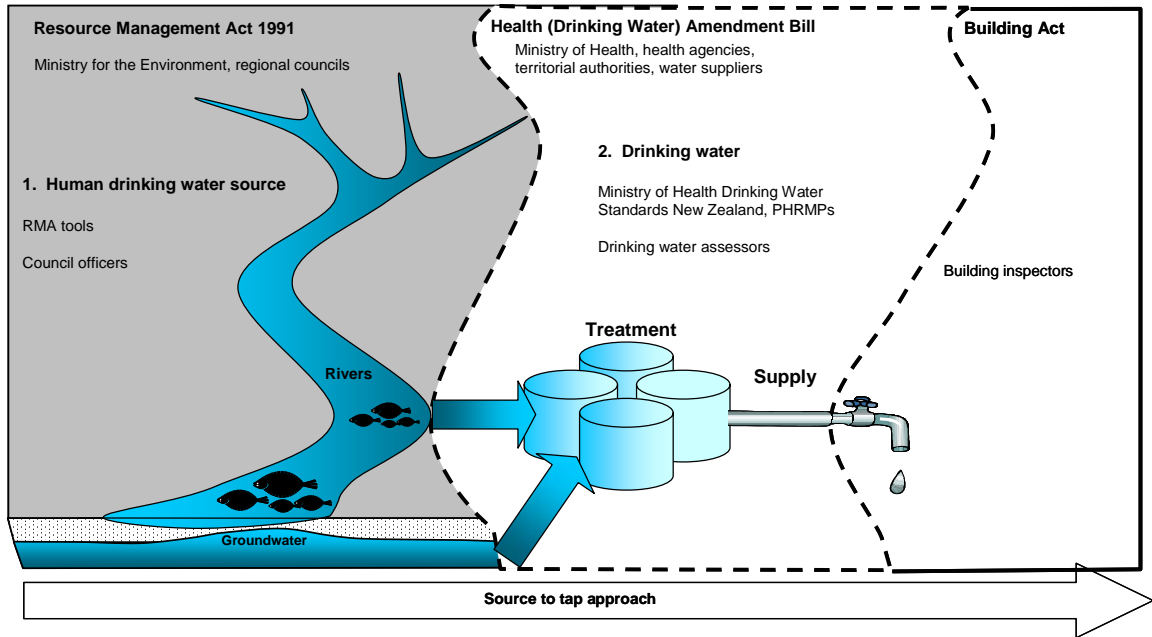 Resource Management Act 1991
Ministry for the Environment, regional councils
1. Human drinking water source
RMA tools
Council officers
Rivers
Groundwater
Health (Drinking Water) Amendment Bill
Ministry of Health, health agencies,
territorial authorities, water suppliers
2. Drinking water
Ministry of Health Drinking Water
Standards New Zealand, PHRMPs
Drinking water assessors
Treatment
Supply
Building Act
Building inspectors
Source to tap approach